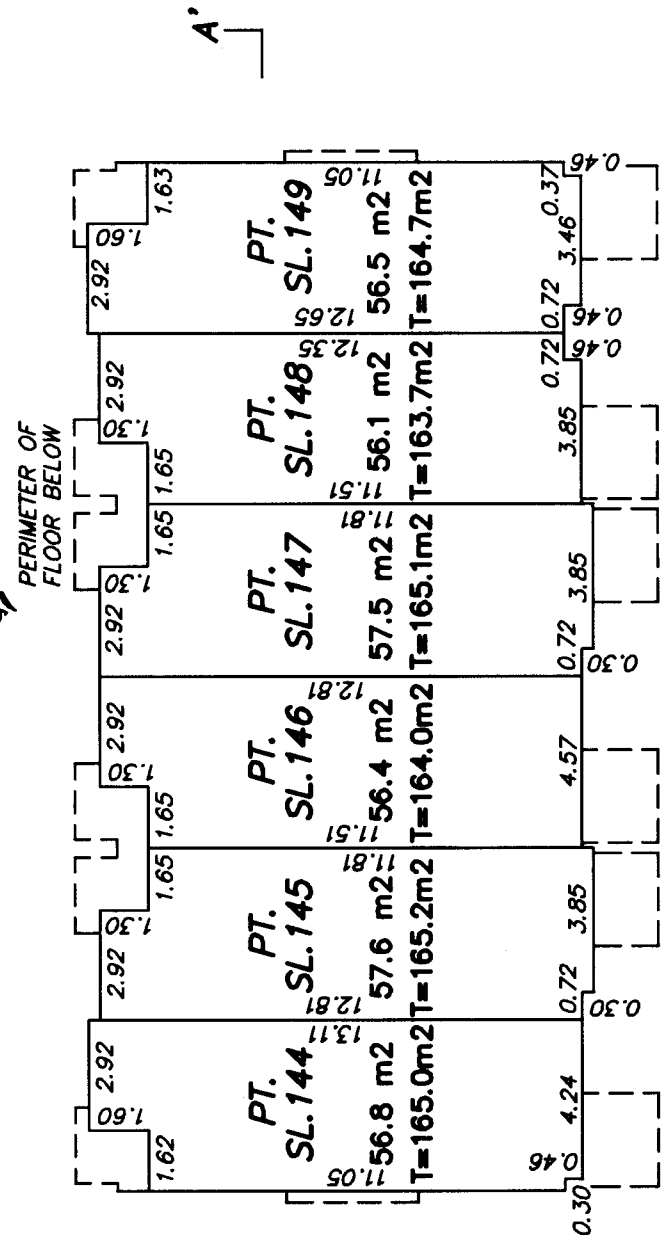 A'
PERIMETER OF
FLOOR BELOW
2.92
1.60
1.63
PT.
SL.149
11.05
12.65
56.5 m2
T=164.7m2
0.72
3.46
0.37
0.46
0.46
2.92
1.30
1.65
PT.
SL.148
12.35
11.51
56.1 m2
T=163.7m2
0.72
0.46
3.85
1.65
1.30
2.92
PT.
SL.147
11.81
57.5 m2
T=165.1m2
3.85
0.72
0.30
12.81
2.92
1.30
1.65
PT.
SL.146
11.51
56.4 m2
T=164.0m2
4.57
1.65
1.30
2.92
PT.
SL.145
11.81
12.81
57.6 m2
T=165.2m2
3.85
0.72
0.30
2.92
1.60
1.62
PT.
SL.144
13.11
11.05
56.8 m2
T=165.0m2
4.24
0.46
0.30